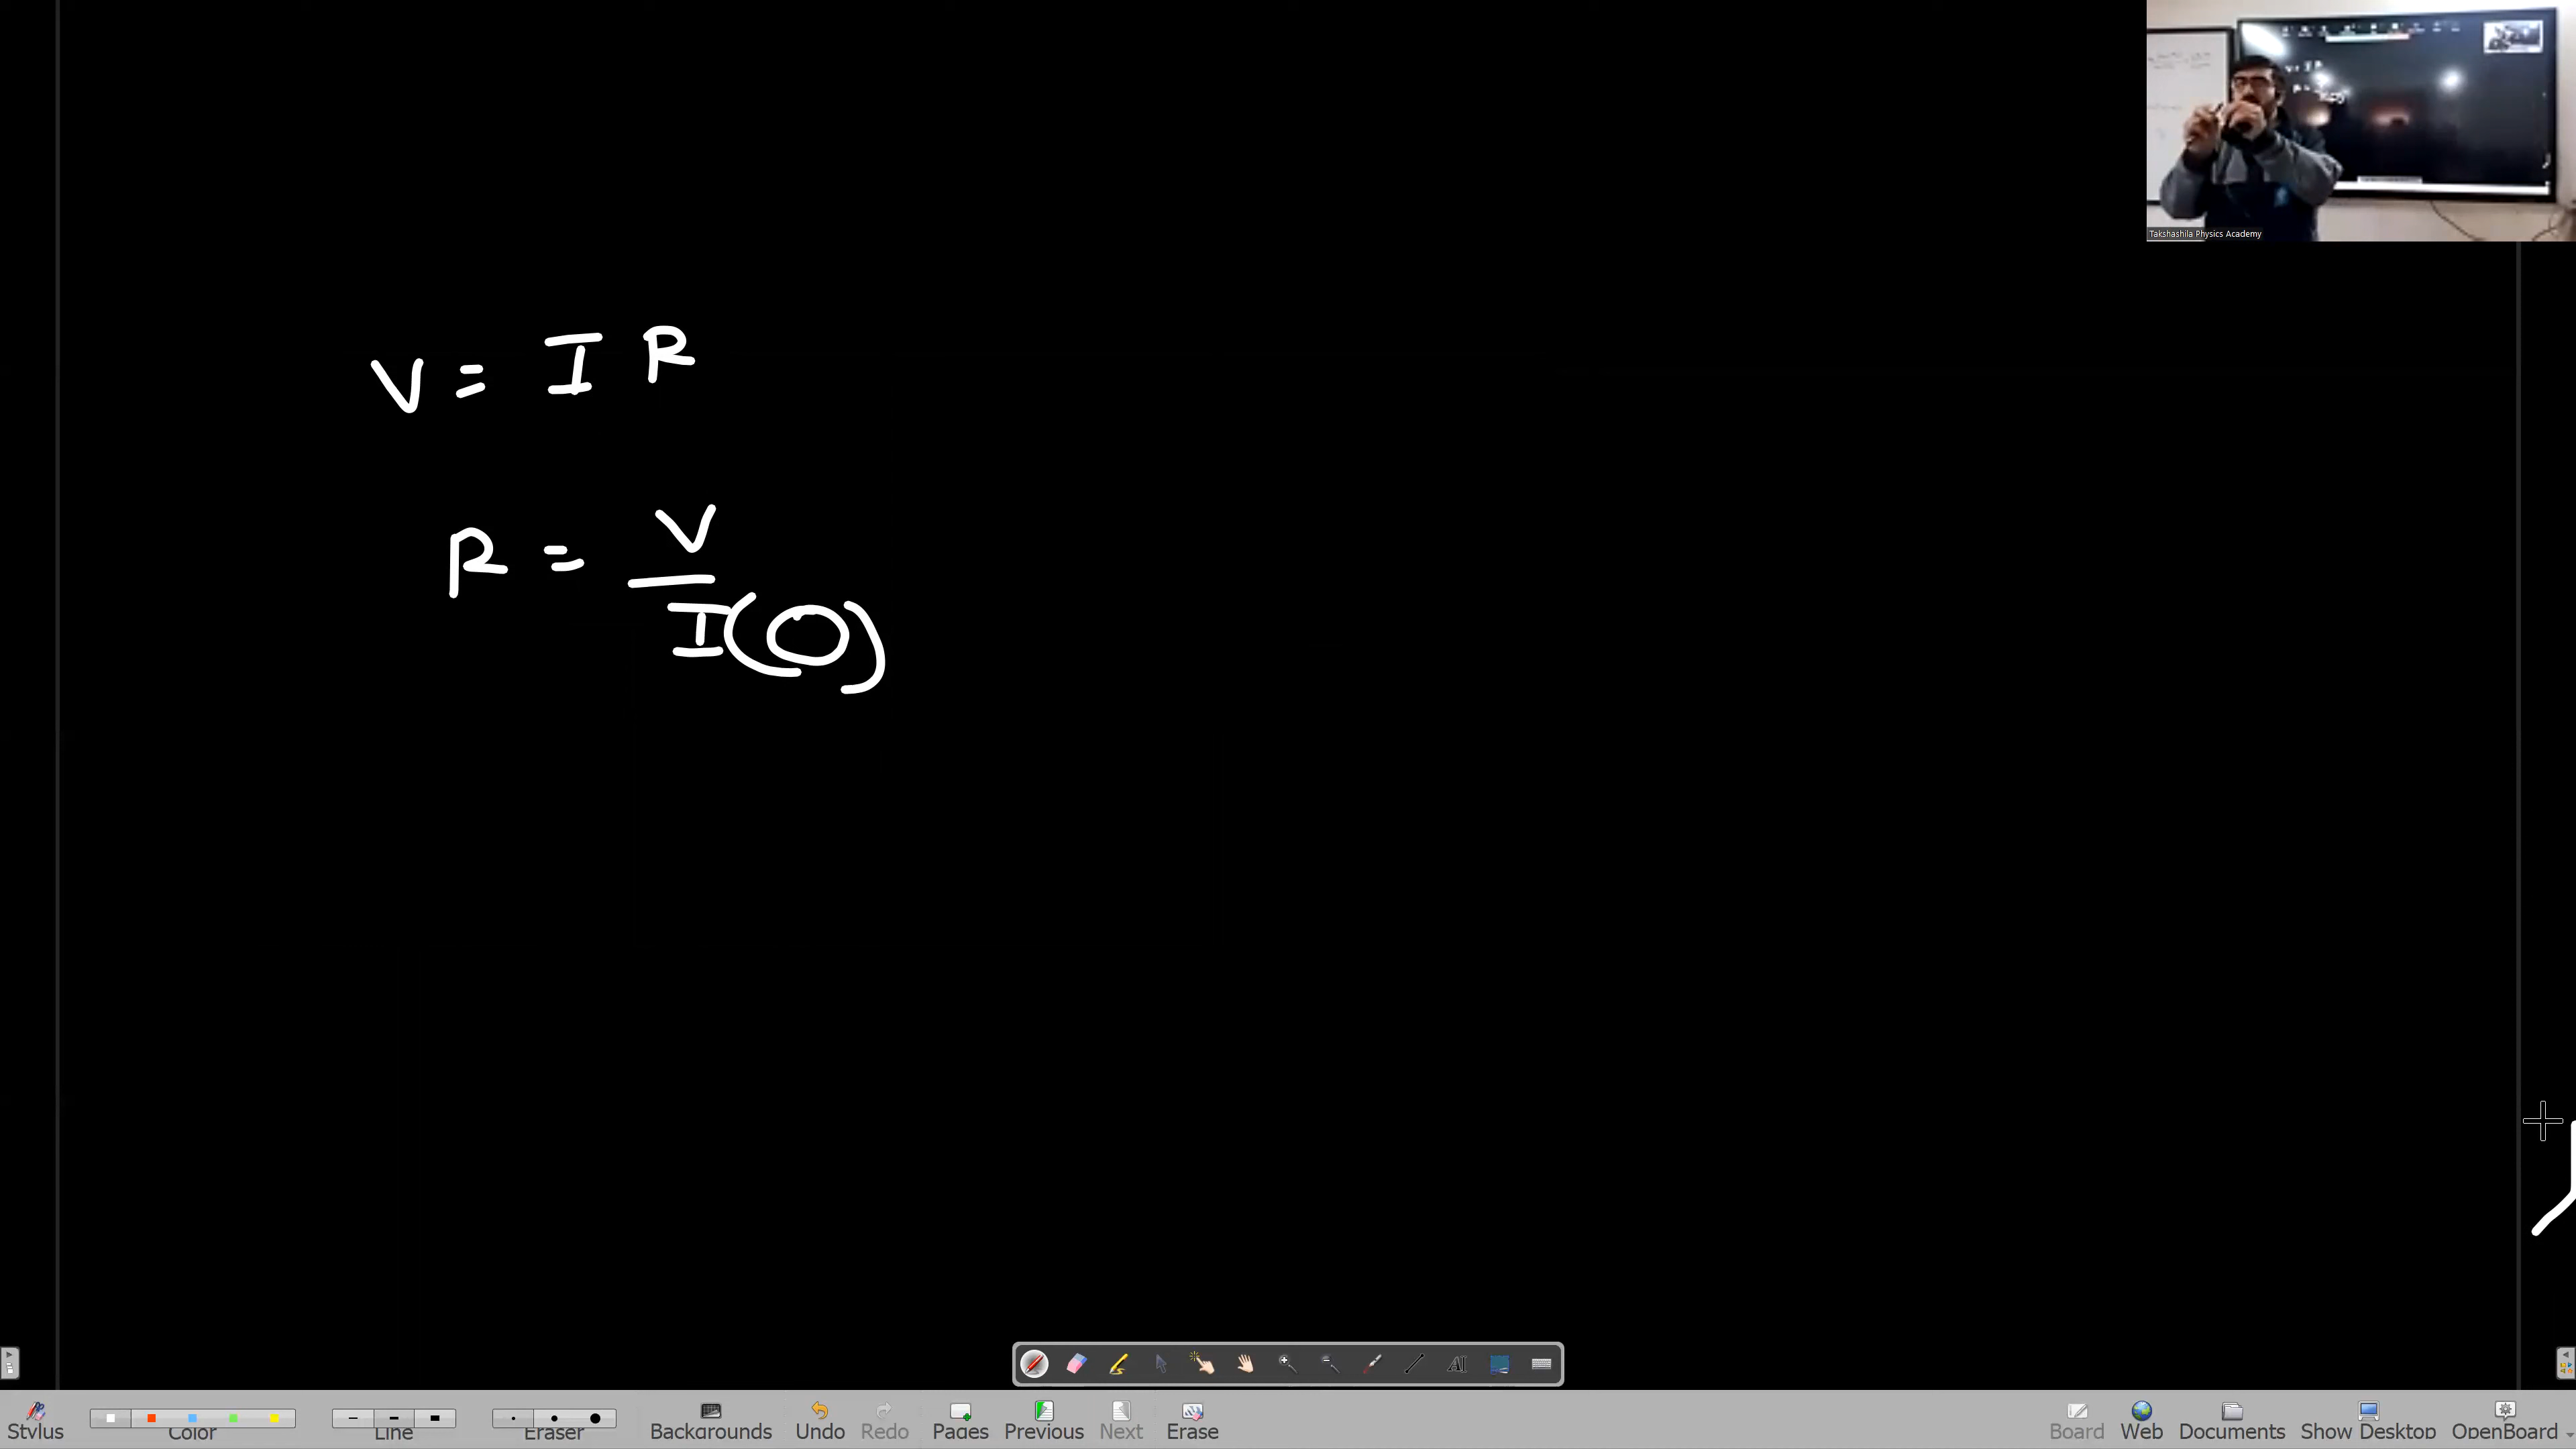 Takshashila Physics Academy
V = I R
R = V
I(O)
Stylus Color Line Eraser Backgrounds Undo Redo Pages Previous Next Erase Board Web Documents Show Desktop OpenBoard